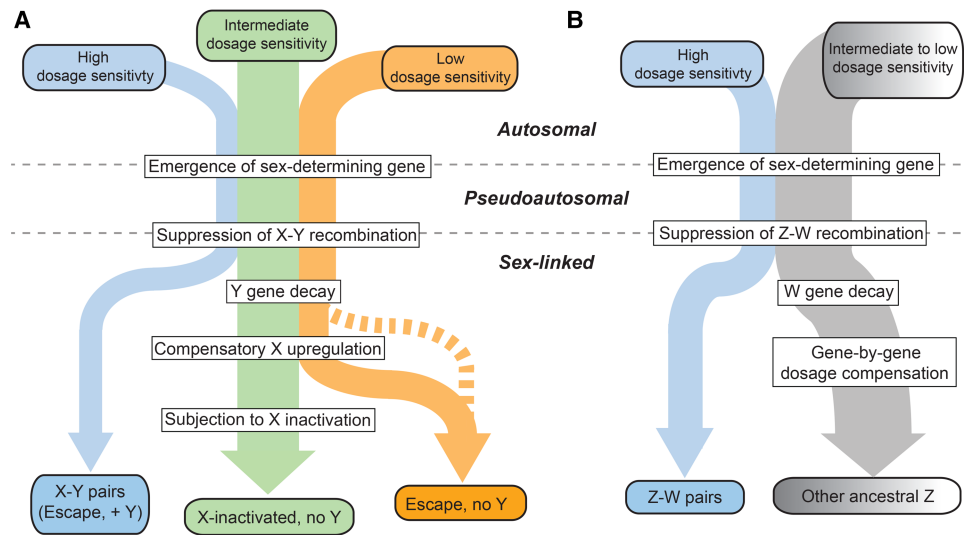 A
High
dosage sensitivty
Intermediate
dosage sensitivity
Low
dosage sensitivty
Autosomal
Emergence of sex-determining gene
Pseudoautosomal
Suppression of X-Y recombination
Sex-linked
Y gene decay
Compensatory X upregulation
Subjection to X inactivation
X-Y pairs
(Escape, + Y)
X-inactivated, no Y
Escape, no Y
B
High
dosage sensitivty
Intermediate to low
dosage sensitivity
Emergence of sex-determining gene
Suppression of Z-W recombination
W gene decay
Gene-by-gene
dosage compensation
Z-W pairs
Other ancestral Z